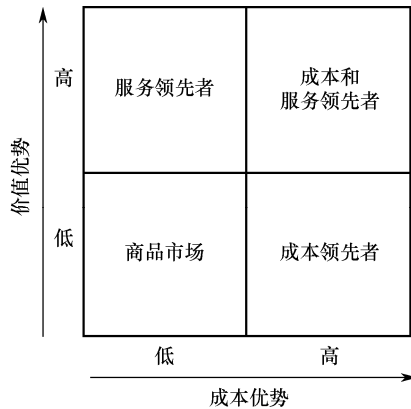 价值优势
高
服务领先者
成本和
服务领先者
低
商品市场
成本领先者
低
高
成本优势